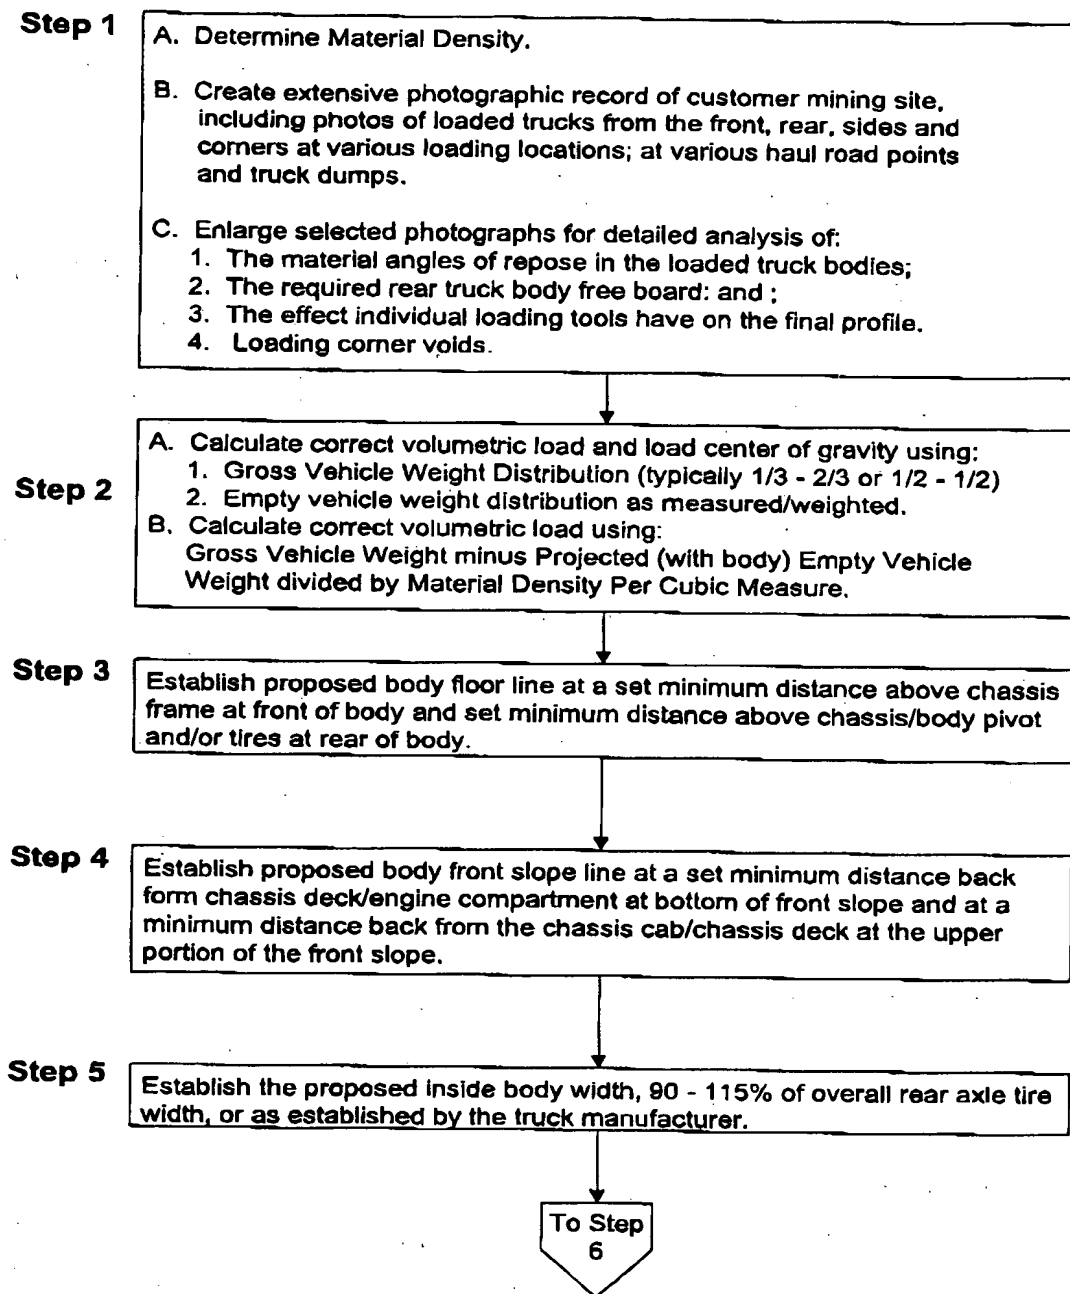 Step 1
A. Determine Material Density.
B. Create extensive photographic record of customer mining site,
including photos of loaded trucks from the front, rear, sides and
corners at various loading locations; at various haul road points
and truck dumps.
C. Enlarge selected photographs for detailed analysis of:
1. The material angles of repose in the loaded truck bodies;
2. The required rear truck body free board: and ;
3. The effect individual loading tools have on the final profile.
4. Loading corner voids.
Step 2
A. Calculate correct volumetric load and load center of gravity using:
1. Gross Vehicle Weight Distribution (typically 1/3 - 2/3 or 1/2 - 1/2)
2. Empty vehicle weight distribution as measured/weighted.
B. Calculate correct volumetric load using:
Gross Vehicle Weight minus Projected (with body) Empty Vehicle
Weight divided by Material Density Per Cubic Measure.
Step 3
Establish proposed body floor line at a set minimum distance above chassis
frame at front of body and set minimum distance above chassis/body pivot
and/or tires at rear of body.
Step 4
Establish proposed body front slope line at a set minimum distance back
form chassis deck/engine compartment at bottom of front slope and at a
minimum distance back from the chassis cab/chassis deck at the upper
portion of the front slope.
Step 5
Establish the proposed inside body width, 90 - 115% of overall rear axle tire
width, or as established by the truck manufacturer.
To Step
6